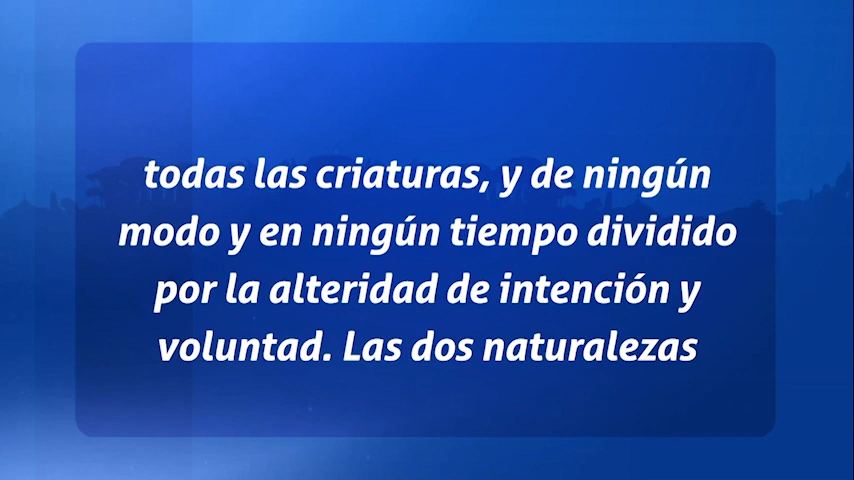 todas las criaturas, y de ningún
modo y en ningún tiempo dividido
por la alteridad de intención y
voluntad. Las dos naturalezas